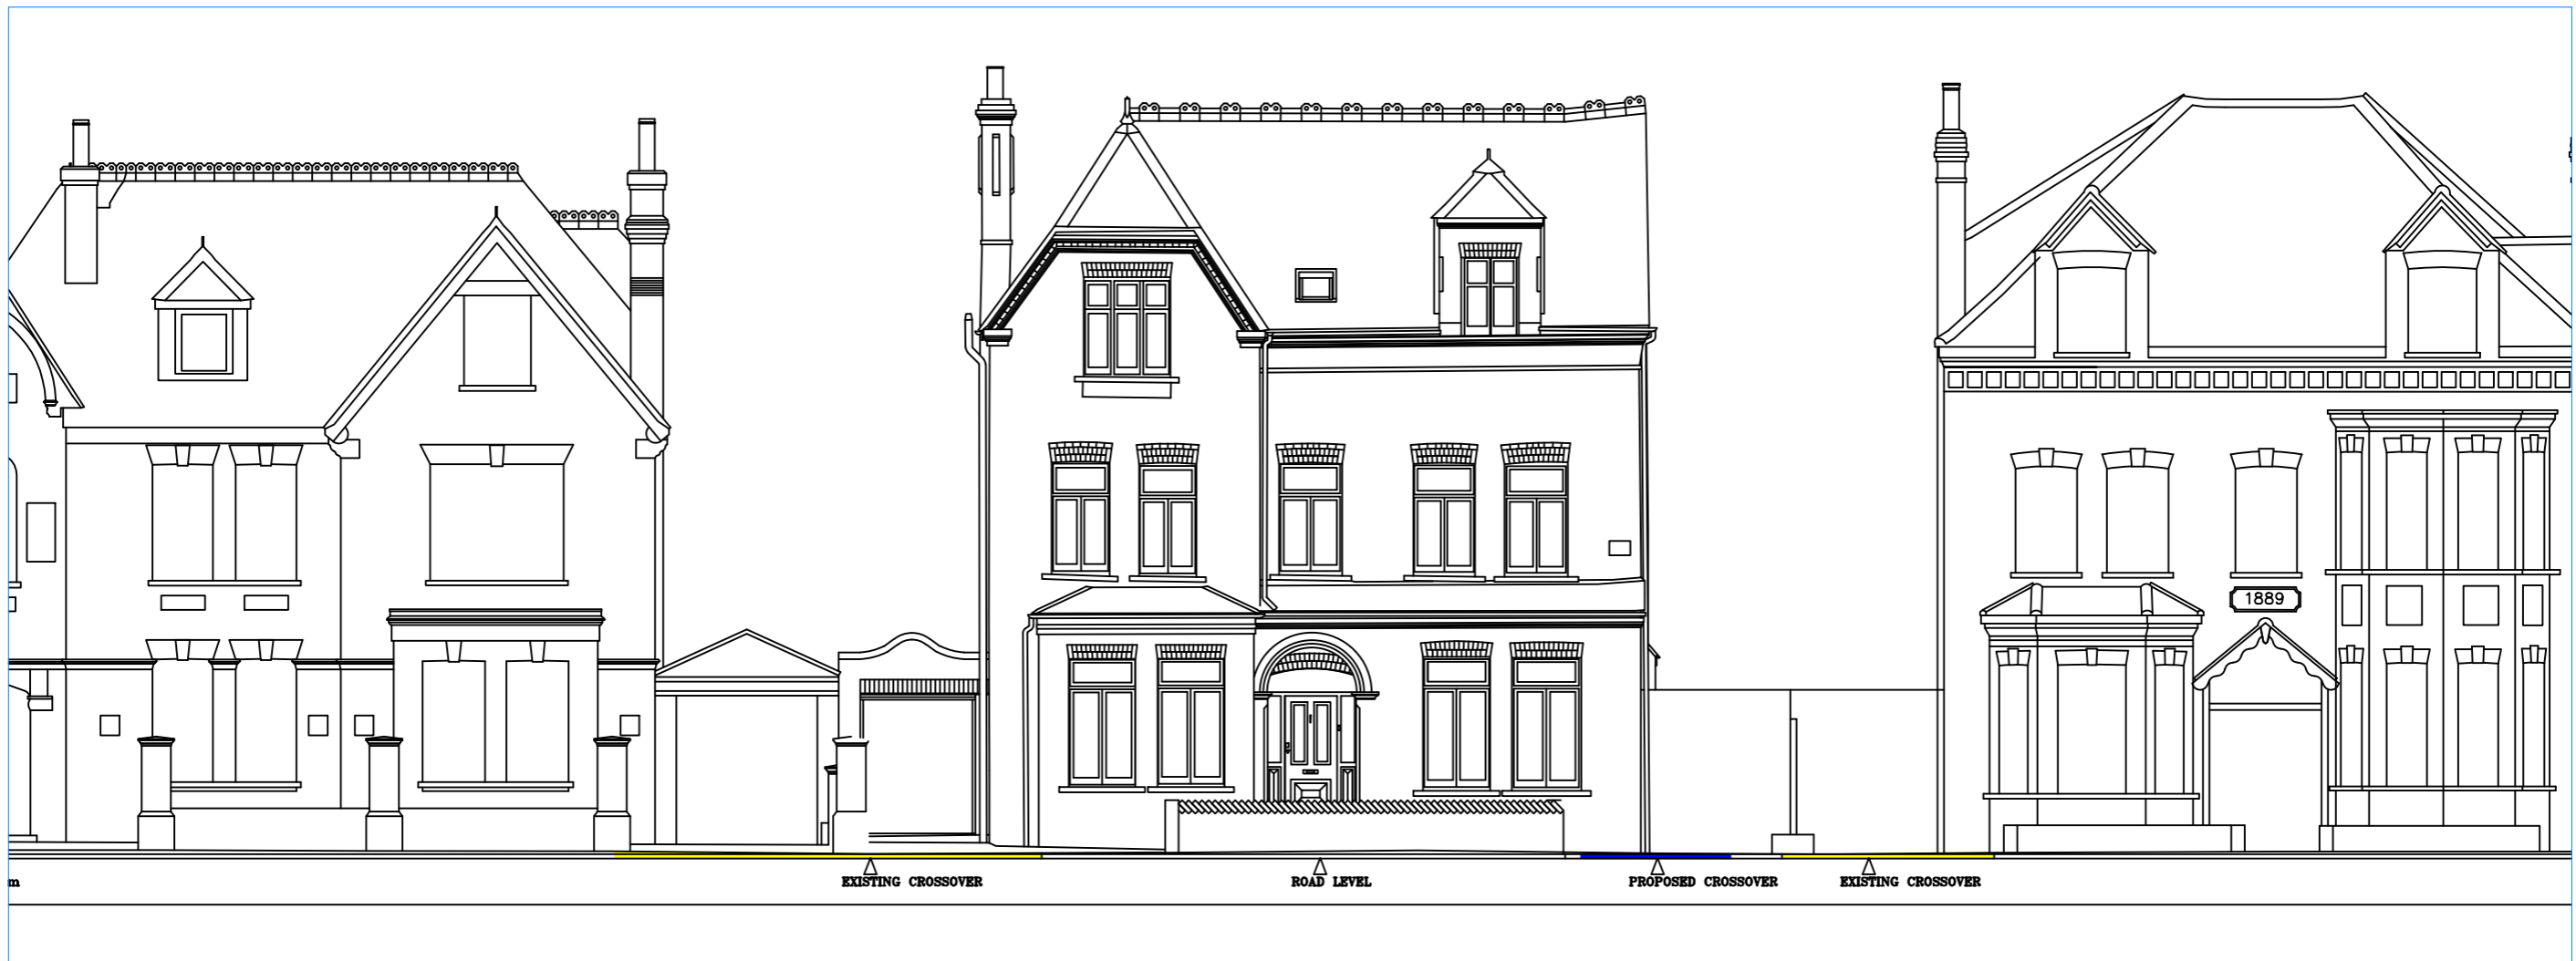 1889
m
EXISTING CROSSOVER
ROAD LEVEL
PROPOSED CROSSOVER
EXISTING CROSSOVER